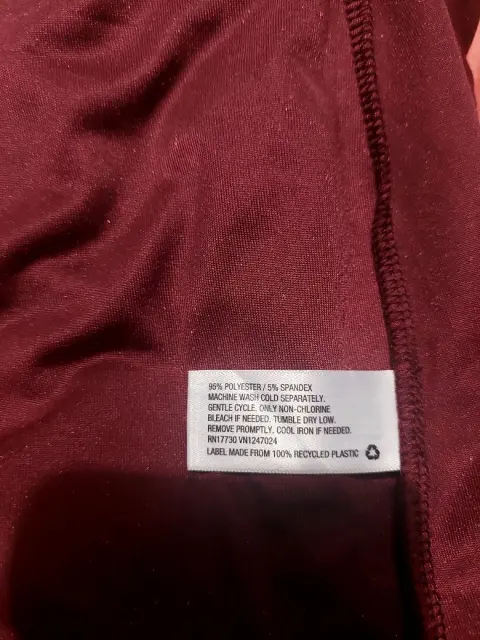 95% POLYESTER / 5% SPANDEX
MACHINE WASH COLD SEPARATELY.
GENTLE CYCLE. ONLY NON-CHLORINE
BLEACH IF NEEDED. TUMBLE DRY LOW.
REMOVE PROMPTLY. COOL IRON IF NEEDED.
RN17730 VN1247024
LABEL MADE FROM 100% RECYCLED PLASTIC